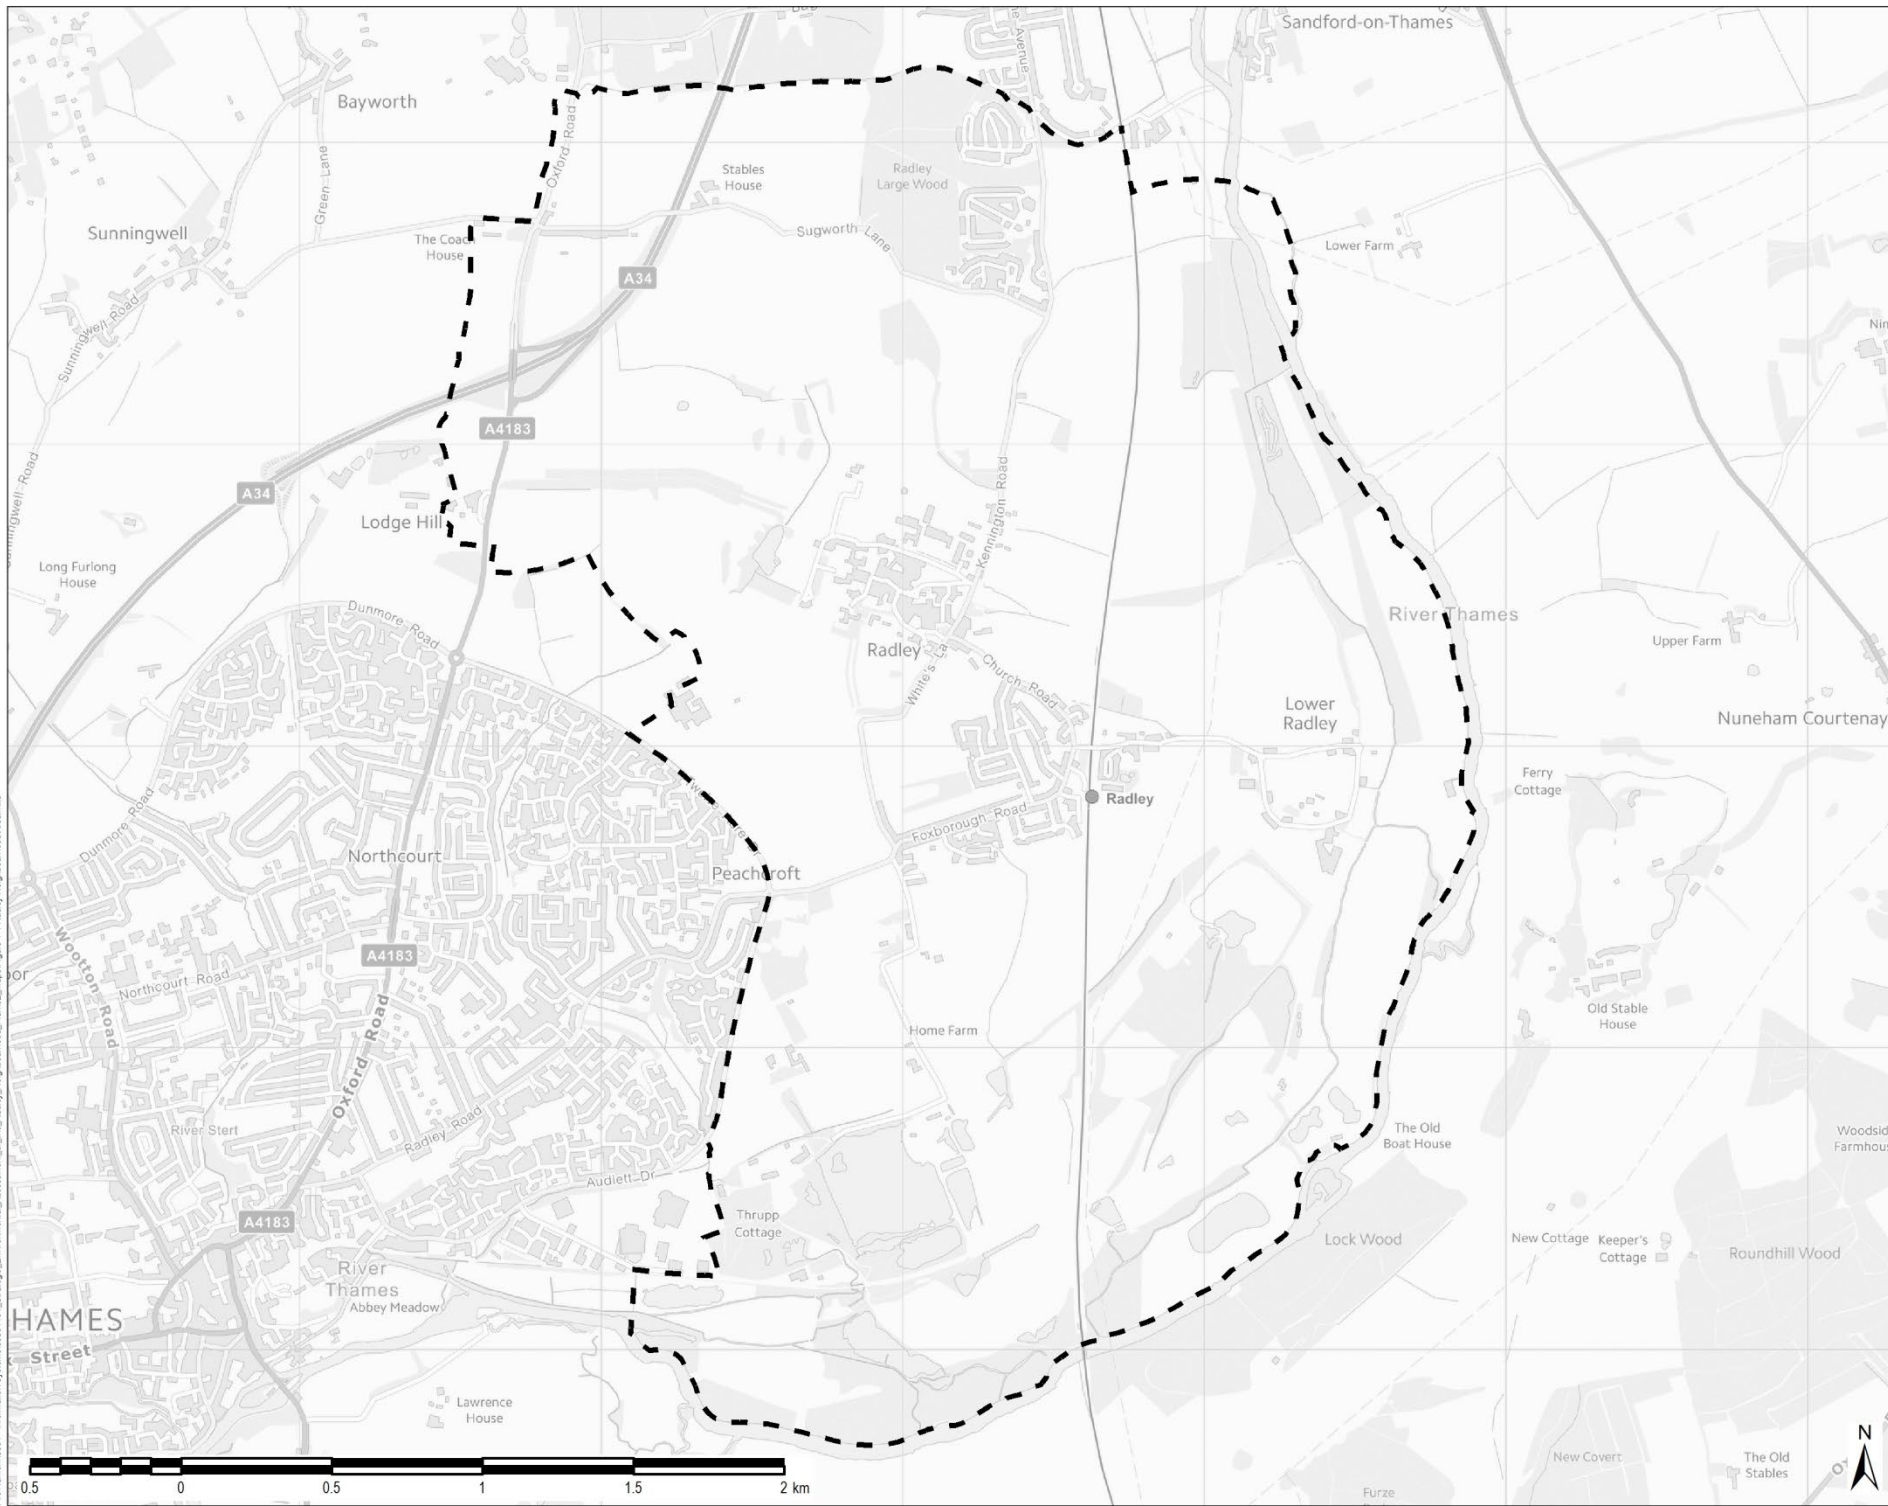 Sandford-on-Thames
The Avenue
Bayworth
Oxford Road
Green Lane
Stables
House
Radley
Large Wood
Sunningwell
The Coach
House
Sugworth Lane
Lower Farm
A34
Sunningwell Road
A4183
Sunningwell Road
A34
Lodge Hill
Kennington Road
Long Furlong
House
Dunmore Road
River Thames
Upper Farm
Radley
White's La
Church Road
Lower
Radley
Nuneham Courtenay
Ferry
Cottage
Radley
Dunmore Road
Foxborough Road
Northcourt
Peachcroft
Wootton Road
A4183
Northcourt Road
Oxford Road
Old Stable
House
Home Farm
River Stert
Radley Road
The Old
Boat House
Audlett Dr
A4183
Thrupp
Cottage
Lock Wood
New Cottage
Keeper's
Cottage
Roundhill Wood
River
Thames
Abbey Meadow
HAMES
Street
Lawrence
House
New Covert
The Old
Stables
Furze
N
0.5 0 0.5 1 1.5 2 km